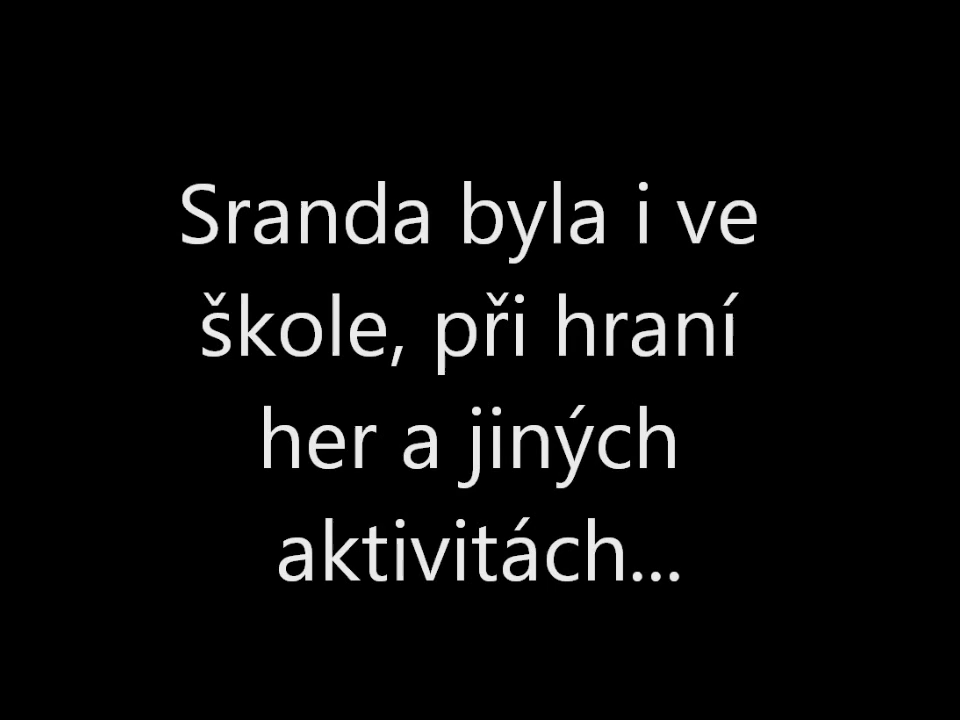 Sranda byla i ve
škole, při hraní
her a jiných
aktivitách...